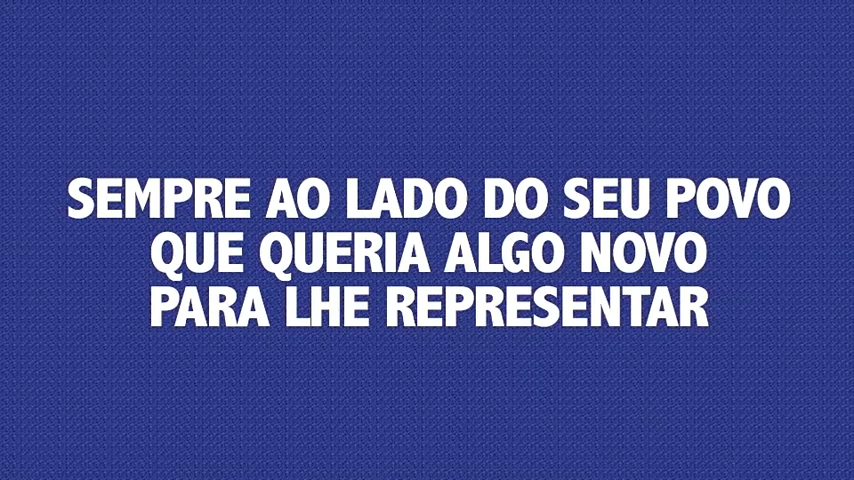 SEMPRE AO LADO DO SEU POVO
QUE QUERIA ALGO NOVO
PARA LHE REPRESENTAR